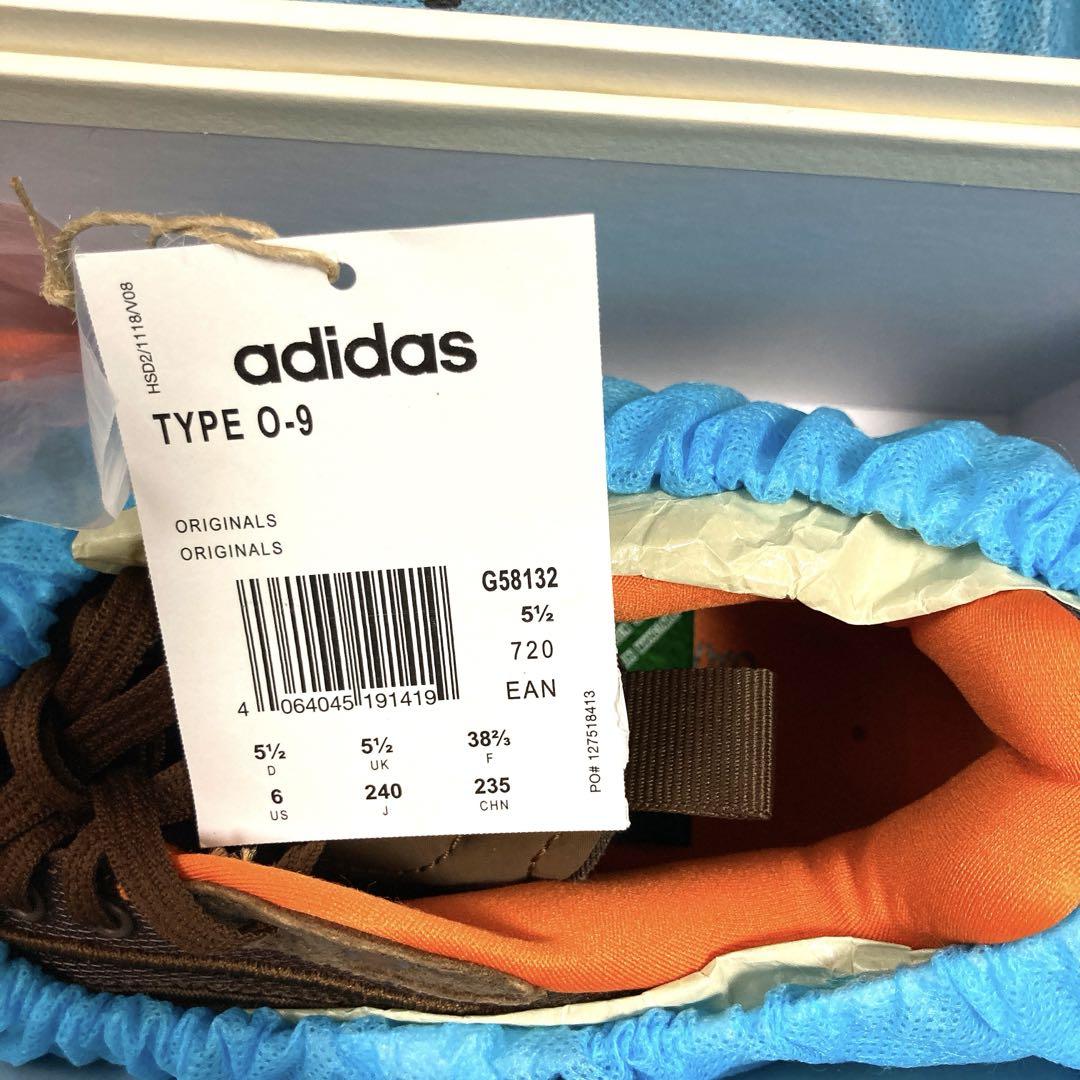 HSD2/1118/V08
adidas
TYPE O-9
ORIGINALS
ORIGINALS
G58132
5½
720
EAN
4 064045 191419
5½ 5½ 38⅔
D UK F
6 240 235
US J CHN
PO# 127518413